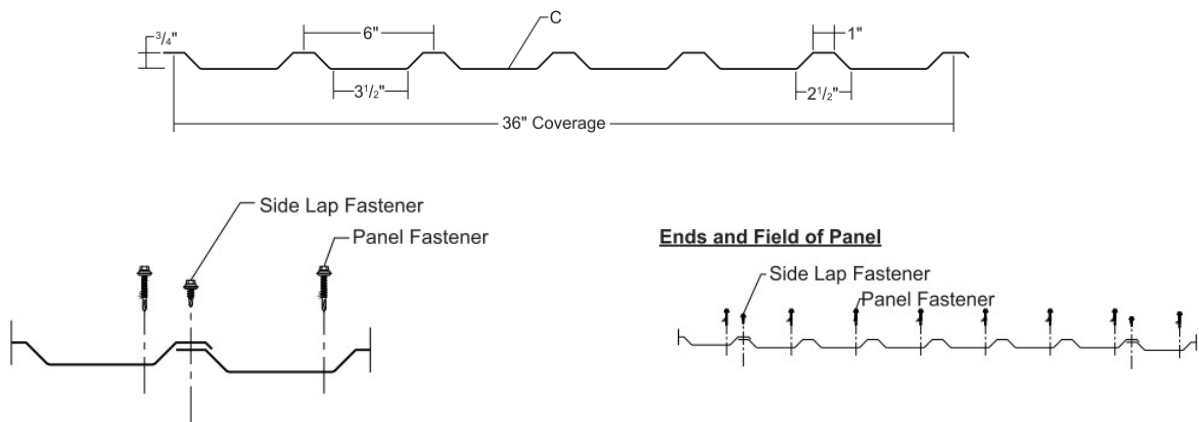 C
6"
1"
3/4"
3 1/2"
2 1/2"
36" Coverage
Side Lap Fastener
Panel Fastener
Ends and Field of Panel
Side Lap Fastener
Panel Fastener